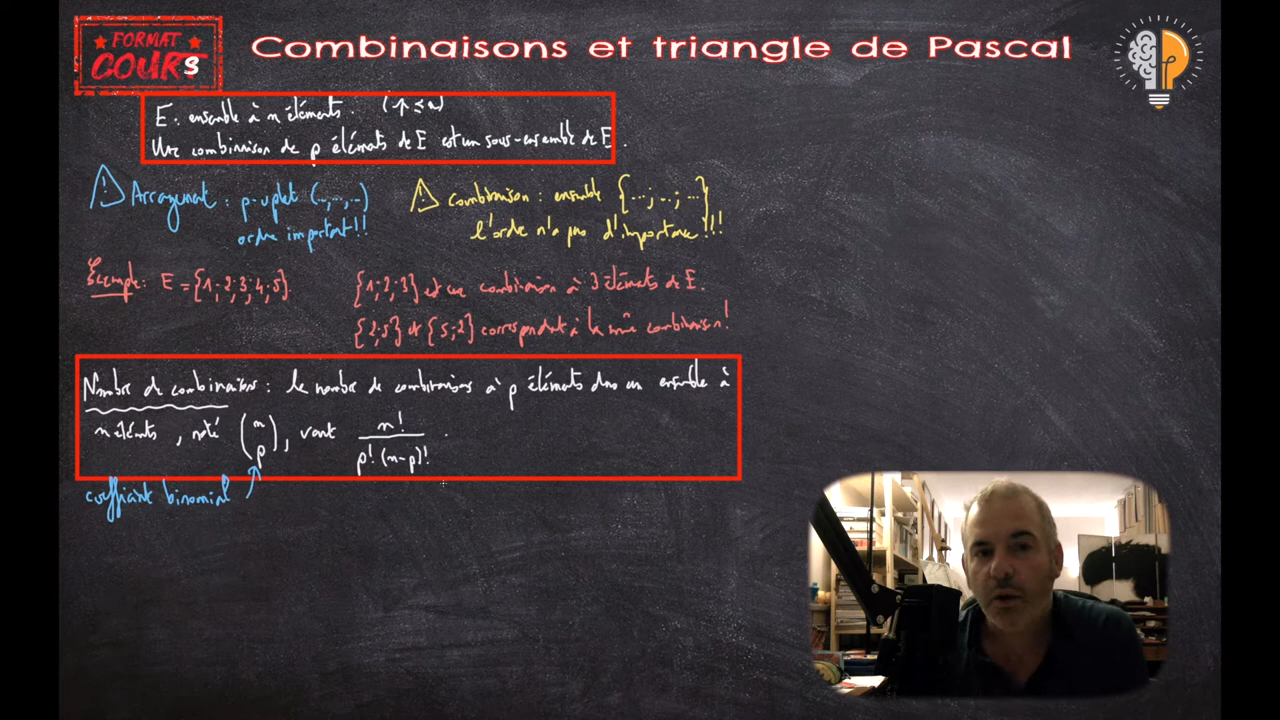 FORMAT
COURS
Combinaisons et triangle de Pascal
E : ensemble à n éléments. (p ≤ n)
Une combinaison de p éléments de E est un sous-ensemble de E.
Arrangement : p-uplet (...,...,...)
ordre important!!
Combinaison : ensemble {...;...;...}
l'ordre n'a pas d'importance!!!
Exemple : E = {1;2;3;4;5}
{1;2;3} est une combinaison à 3 éléments de E.
{2;5} et {5;2} correspondent à la même combinaison!
Nombre de combinaisons : le nombre de combinaisons à p éléments dans un ensemble à
n éléments, noté (n p), vaut n! / p!(n-p)! .
coefficient binomial